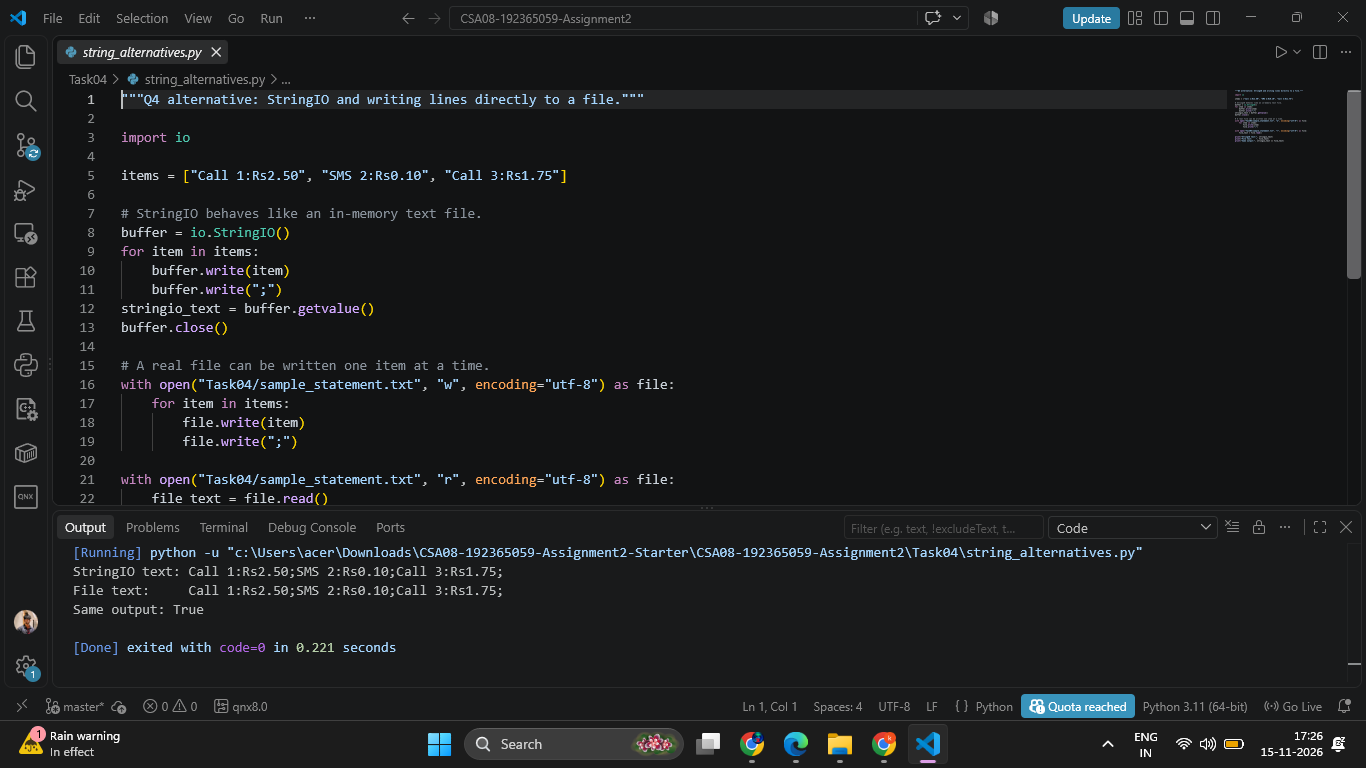 File Edit Selection View Go Run ··· CSA08-192365059-Assignment2 Update
string_alternatives.py
Task04 > string_alternatives.py > ...
1 """Q4 alternative: StringIO and writing lines directly to a file."""
2
3 import io
4
5 items = ["Call 1:Rs2.50", "SMS 2:Rs0.10", "Call 3:Rs1.75"]
6
7 # StringIO behaves like an in-memory text file.
8 buffer = io.StringIO()
9 for item in items:
10 buffer.write(item)
11 buffer.write(";")
12 stringio_text = buffer.getvalue()
13 buffer.close()
14
15 # A real file can be written one item at a time.
16 with open("Task04/sample_statement.txt", "w", encoding="utf-8") as file:
17 for item in items:
18 file.write(item)
19 file.write(";")
20
21 with open("Task04/sample_statement.txt", "r", encoding="utf-8") as file:
22 file_text = file.read()
Output Problems Terminal Debug Console Ports Filter (e.g. text, !excludeText, t... Code
[Running] python -u "c:\Users\acer\Downloads\CSA08-192365059-Assignment2-Starter\CSA08-192365059-Assignment2\Task04\string_alternatives.py"
StringIO text: Call 1:Rs2.50;SMS 2:Rs0.10;Call 3:Rs1.75;
File text: Call 1:Rs2.50;SMS 2:Rs0.10;Call 3:Rs1.75;
Same output: True
[Done] exited with code=0 in 0.221 seconds
QNX
1
master* 0 0 qnx8.0 Ln 1, Col 1 Spaces: 4 UTF-8 LF { } Python Quota reached Python 3.11 (64-bit) Go Live
1 Rain warning
In effect
Search
ENG
IN
17:26
15-11-2026